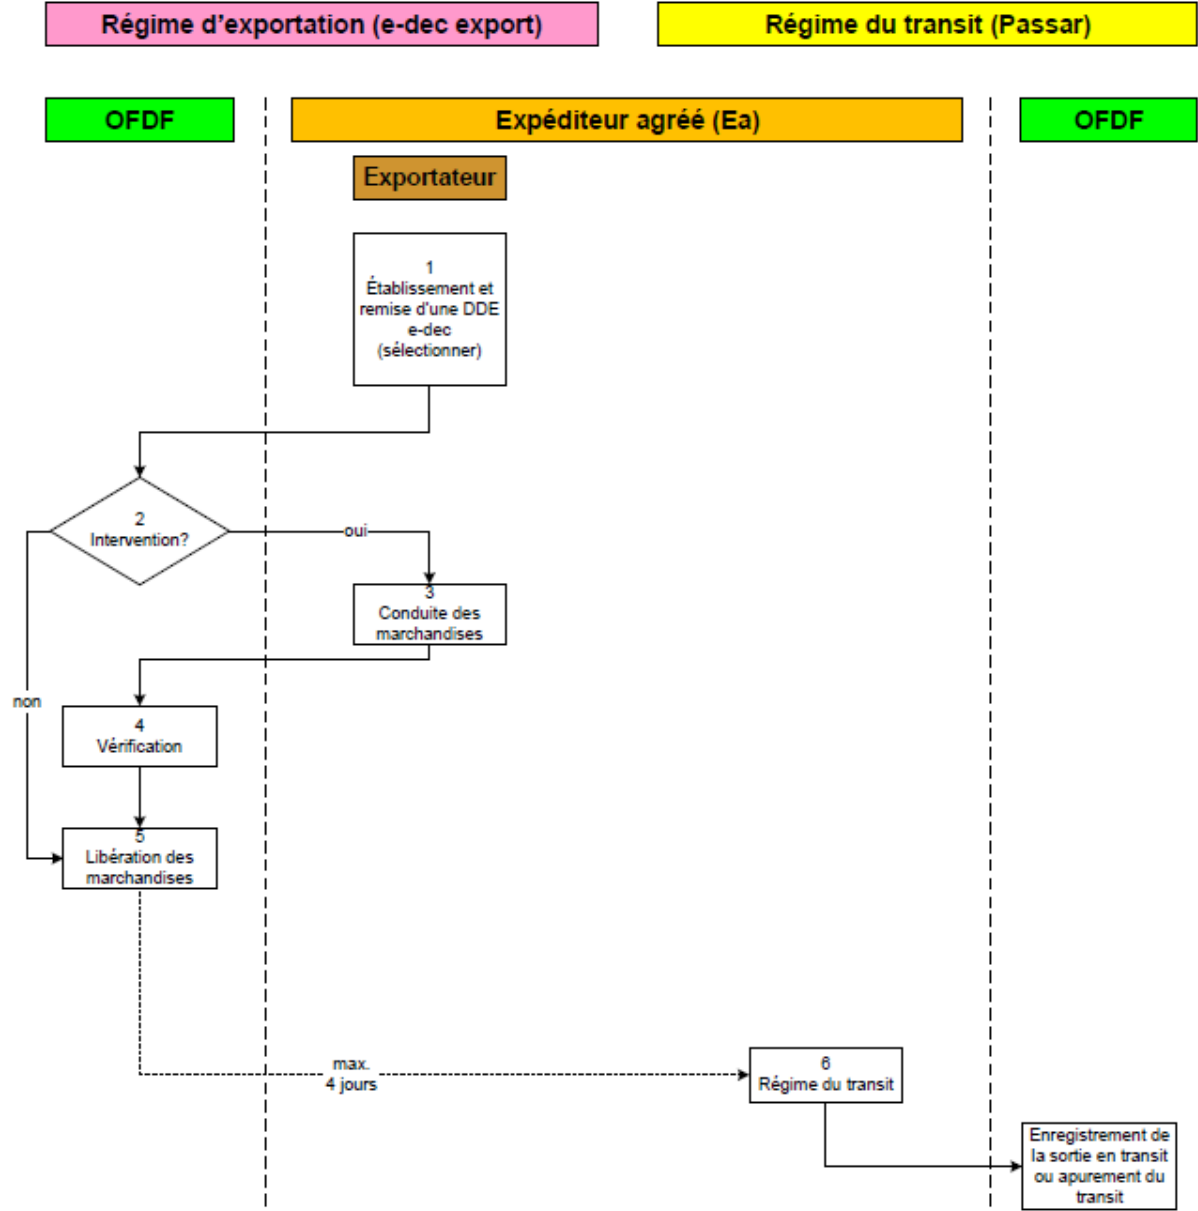 Régime d'exportation (e-dec export)
Régime du transit (Passar)
OFDF
Expéditeur agréé (Ea)
OFDF
Exportateur
1
Établissement et
remise d'une DDE
e-dec
(sélectionner)
2
Intervention?
oui
3
Conduite des
marchandises
non
4
Vérification
5
Libération des
marchandises
max.
4 jours
6
Régime du transit
Enregistrement de
la sortie en transit
ou apurement du
transit